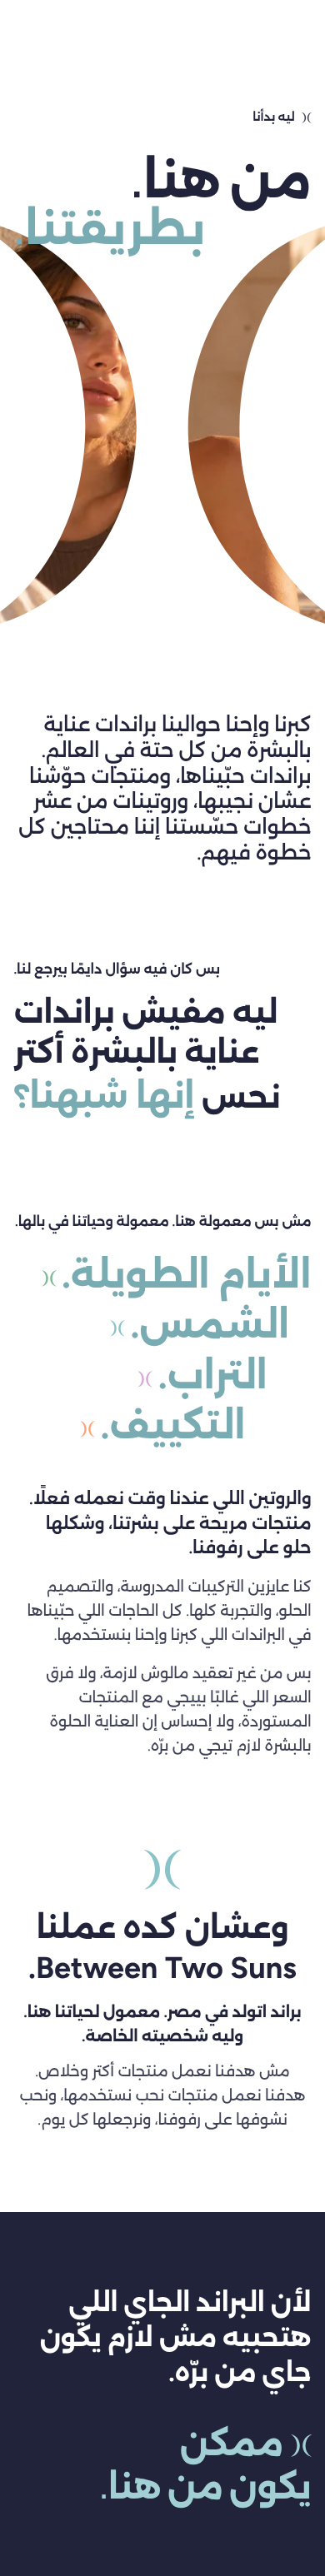 ليه بدأنا
من هنا.
بطريقتنا.
كبرنا وإحنا حوالينا براندات عناية
بالبشرة من كل حتة في العالم.
براندات حبّيناها، ومنتجات حوّشنا
عشان نجيبها، وروتينات من عشر
خطوات حسّستنا إننا محتاجين كل
خطوة فيهم.
بس كان فيه سؤال دايمًا بيرجع لنا.
ليه مفيش براندات
عناية بالبشرة أكتر
نحس إنها شبهنا؟
مش بس معمولة هنا. معمولة وحياتنا في بالها.
الأيام الطويلة.
الشمس.
التراب.
التكييف.
والروتين اللي عندنا وقت نعمله فعلًا.
منتجات مريحة على بشرتنا، وشكلها
حلو على رفوفنا.
كنا عايزين التركيبات المدروسة، والتصميم
الحلو، والتجربة كلها. كل الحاجات اللي حبّيناها
في البراندات اللي كبرنا وإحنا بنستخدمها.
بس من غير تعقيد مالوش لازمة، ولا فرق
السعر اللي غالبًا بييجي مع المنتجات
المستوردة، ولا إحساس إن العناية الحلوة
بالبشرة لازم تيجي من برّه.
وعشان كده عملنا
Between Two Suns.
براند اتولد في مصر. معمول لحياتنا هنا.
وليه شخصيته الخاصة.
مش هدفنا نعمل منتجات أكتر وخلاص.
هدفنا نعمل منتجات نحب نستخدمها، ونحب
نشوفها على رفوفنا، ونرجعلها كل يوم.
لأن البراند الجاي اللي
هتحبيه مش لازم يكون
جاي من برّه.
ممكن
يكون من هنا.